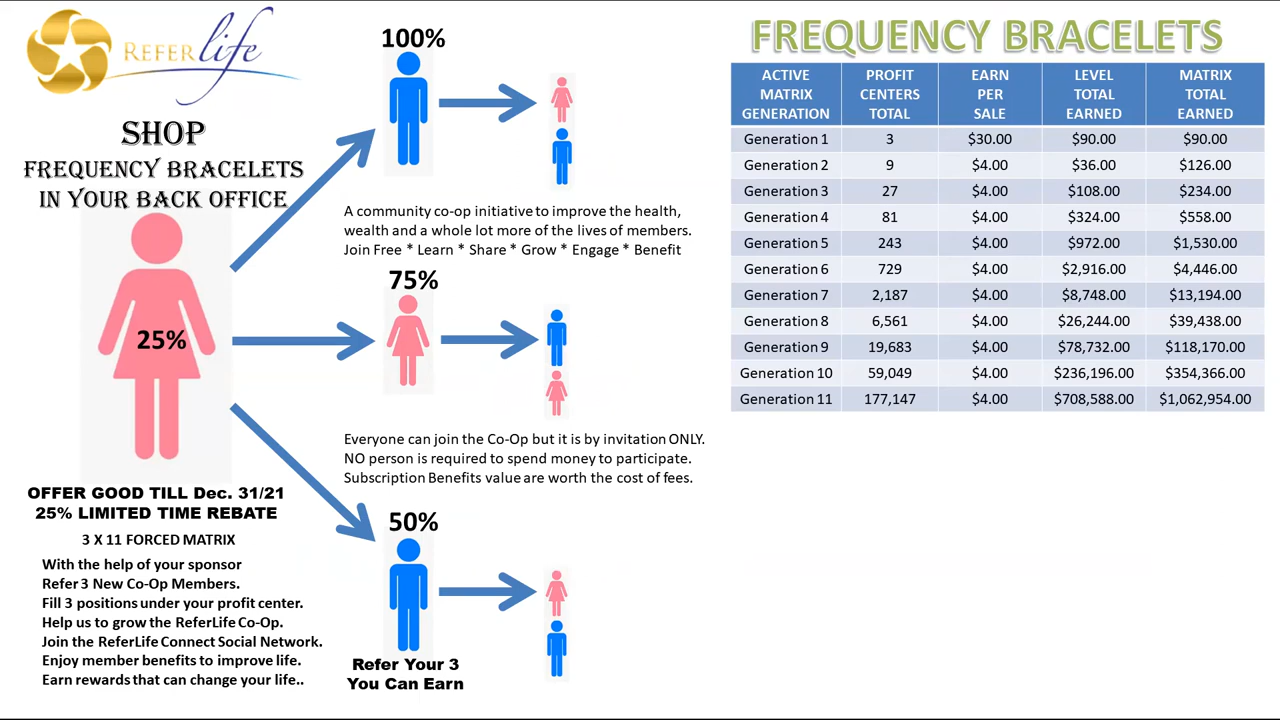 REFER life
SHOP
FREQUENCY BRACELETS
IN YOUR BACK OFFICE
25%
OFFER GOOD TILL Dec. 31/21
25% LIMITED TIME REBATE
3 X 11 FORCED MATRIX
With the help of your sponsor
Refer 3 New Co-Op Members.
Fill 3 positions under your profit center.
Help us to grow the ReferLife Co-Op.
Join the ReferLife Connect Social Network.
Enjoy member benefits to improve life.
Earn rewards that can change your life..
100%
A community co-op initiative to improve the health,
wealth and a whole lot more of the lives of members.
Join Free * Learn * Share * Grow * Engage * Benefit
75%
Everyone can join the Co-Op but it is by invitation ONLY.
NO person is required to spend money to participate.
Subscription Benefits value are worth the cost of fees.
50%
Refer Your 3
You Can Earn
FREQUENCY BRACELETS
ACTIVE MATRIX GENERATION PROFIT CENTERS TOTAL EARN PER SALE LEVEL TOTAL EARNED MATRIX TOTAL EARNED
Generation 1 3 $30.00 $90.00 $90.00
Generation 2 9 $4.00 $36.00 $126.00
Generation 3 27 $4.00 $108.00 $234.00
Generation 4 81 $4.00 $324.00 $558.00
Generation 5 243 $4.00 $972.00 $1,530.00
Generation 6 729 $4.00 $2,916.00 $4,446.00
Generation 7 2,187 $4.00 $8,748.00 $13,194.00
Generation 8 6,561 $4.00 $26,244.00 $39,438.00
Generation 9 19,683 $4.00 $78,732.00 $118,170.00
Generation 10 59,049 $4.00 $236,196.00 $354,366.00
Generation 11 177,147 $4.00 $708,588.00 $1,062,954.00